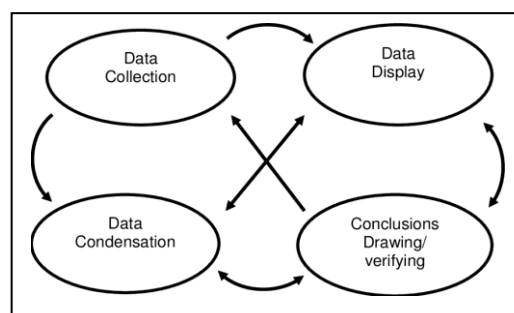 Data
Collection
Data
Display
Data
Condensation
Conclusions
Drawing/
verifying